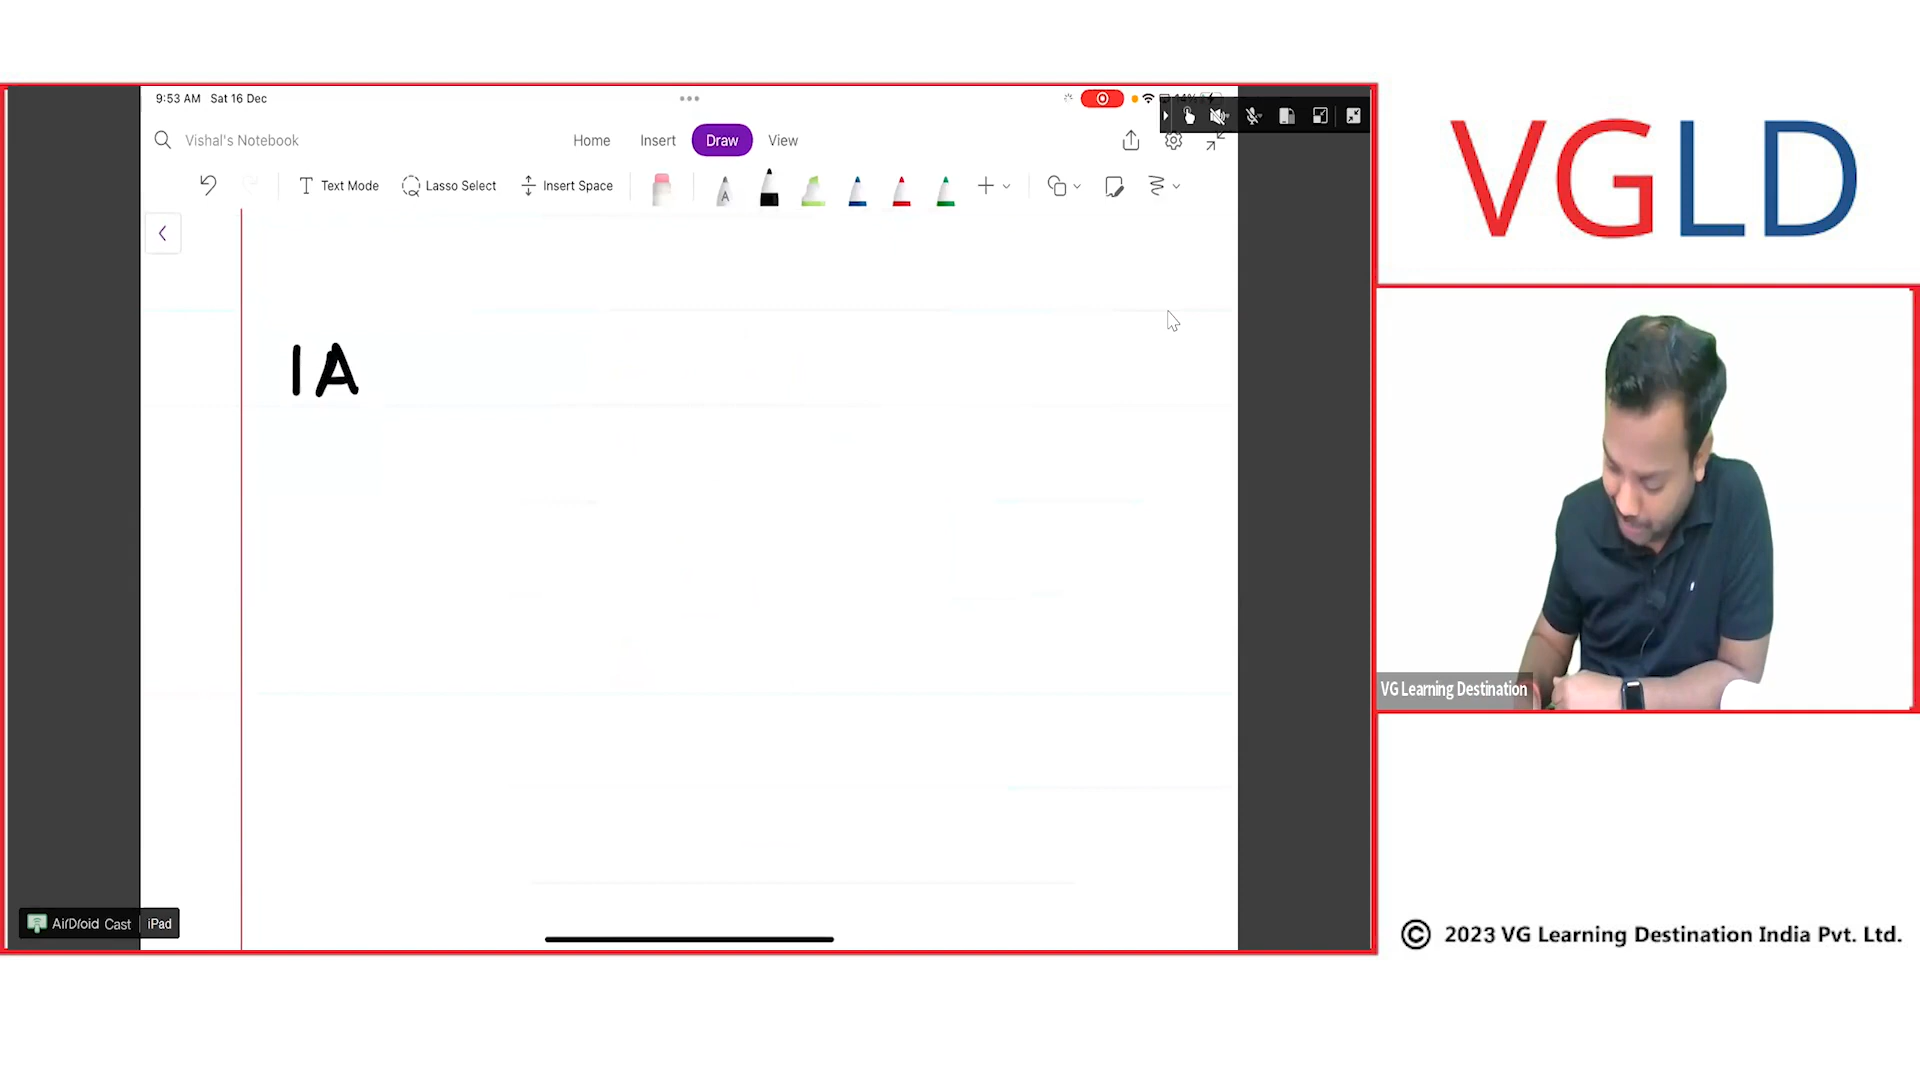 9:53 AM Sat 16 Dec
Vishal's Notebook
Home Insert Draw View
Text Mode Lasso Select Insert Space
A
IA
AirDroid Cast iPad
VGLD
VG Learning Destination
© 2023 VG Learning Destination India Pvt. Ltd.